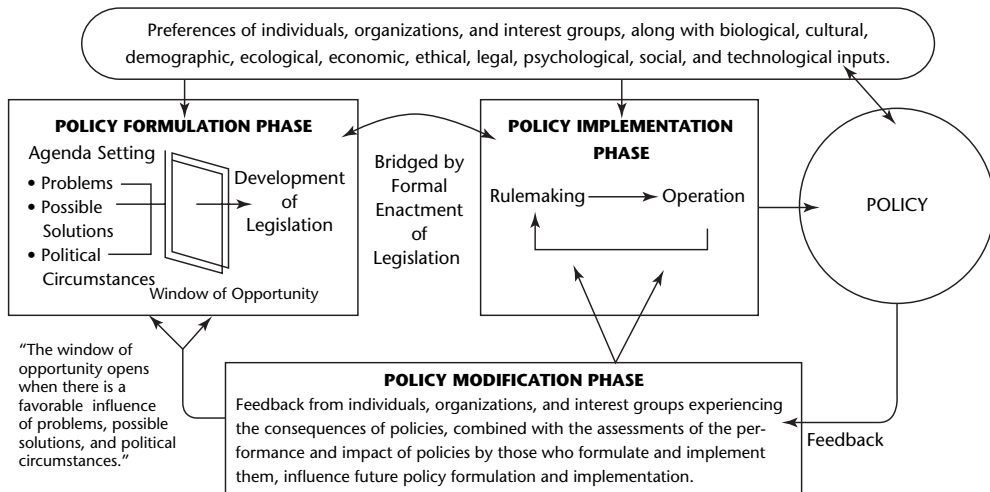 Preferences of individuals, organizations, and interest groups, along with biological, cultural,
demographic, ecological, economic, ethical, legal, psychological, social, and technological inputs.
POLICY FORMULATION PHASE
Agenda Setting
• Problems
• Possible
Solutions
• Political
Circumstances
Development
of
Legislation
Window of Opportunity
Bridged by
Formal
Enactment
of
Legislation
POLICY IMPLEMENTATION
PHASE
Rulemaking
Operation
POLICY
"The window of
opportunity opens
when there is a
favorable influence
of problems, possible
solutions, and political
circumstances."
POLICY MODIFICATION PHASE
Feedback from individuals, organizations, and interest groups experiencing
the consequences of policies, combined with the assessments of the per-
formance and impact of policies by those who formulate and implement
them, influence future policy formulation and implementation.
Feedback